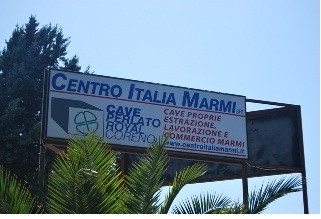 CENTRO ITALIA MARMI
CAVE
PERLATO
ROYAL
CORENO
CAVE PROPRIE
ESTRAZIONE,
LAVORAZIONE E
COMMERCIO MARMI
www.centroitaliamarmi.it